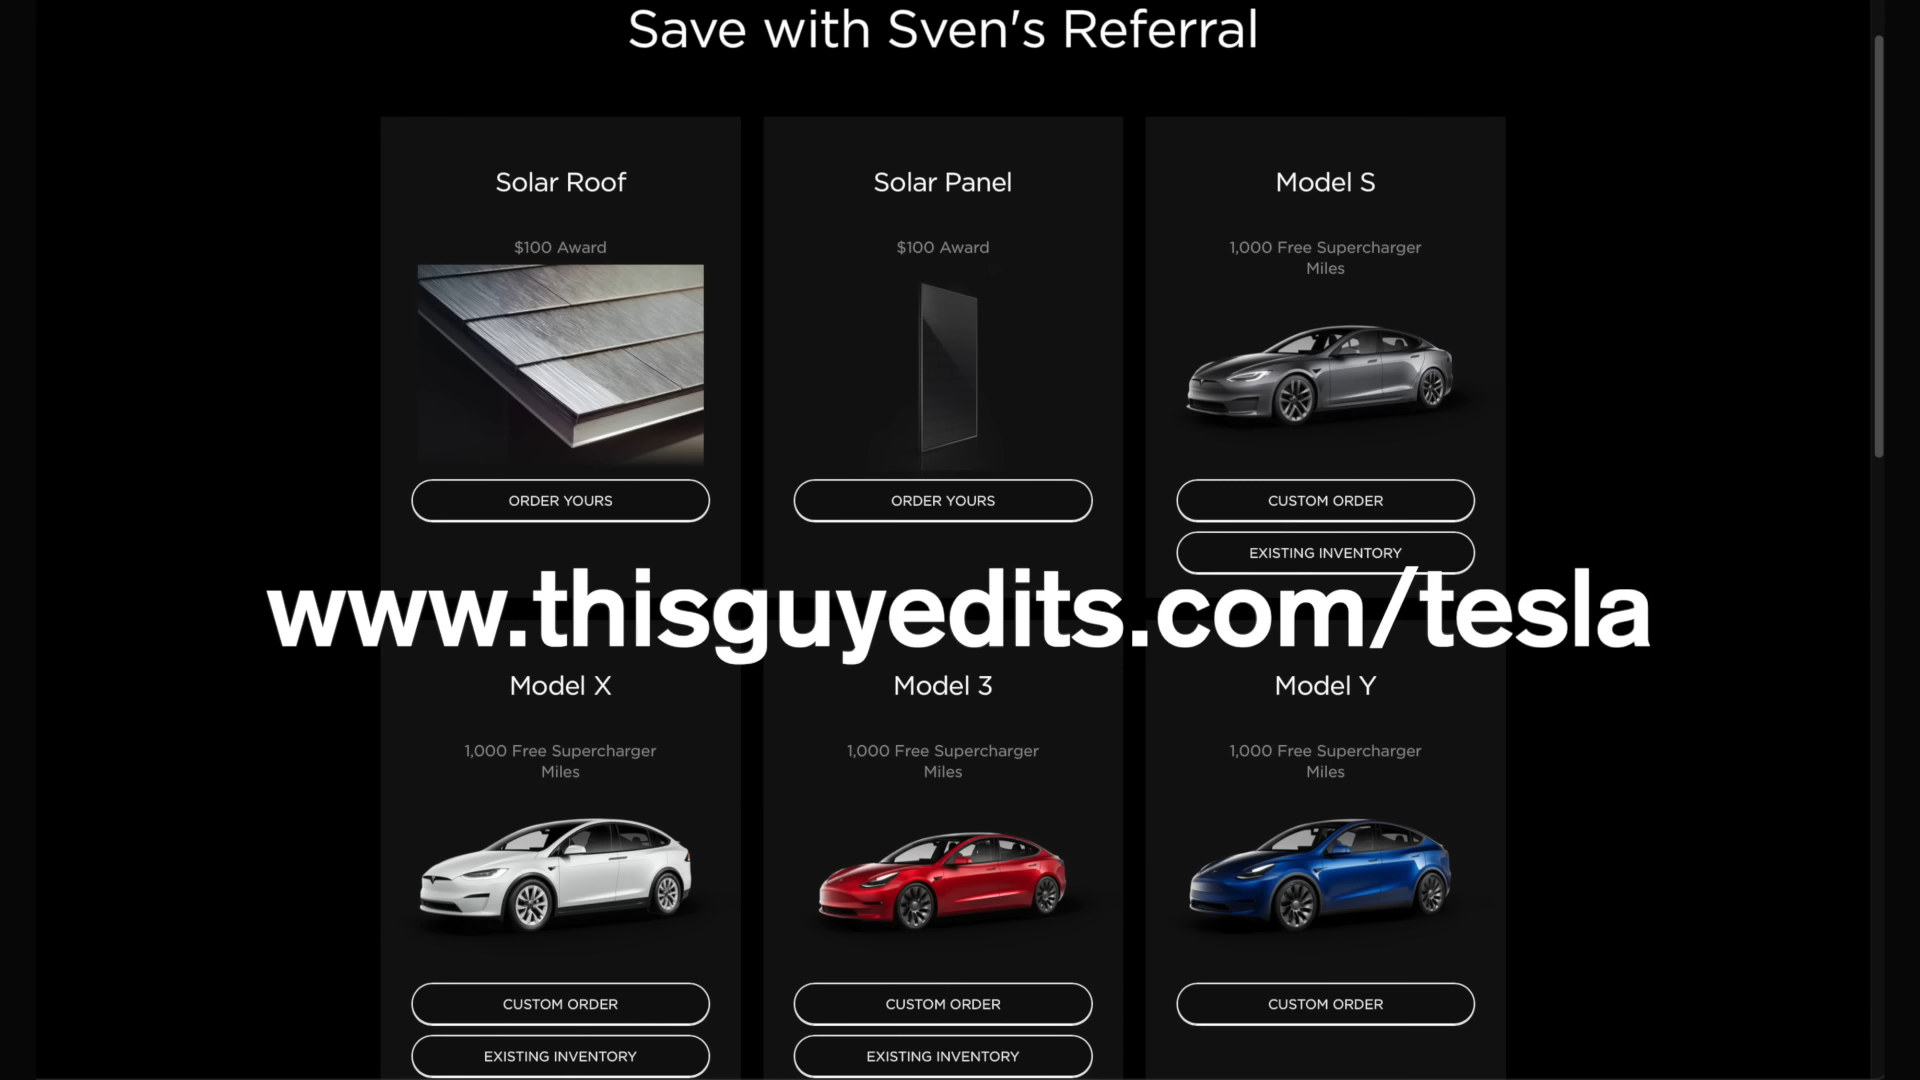 Save with Sven's Referral
Solar Roof
$100 Award
ORDER YOURS
Solar Panel
$100 Award
ORDER YOURS
Model S
1,000 Free Supercharger
Miles
CUSTOM ORDER
EXISTING INVENTORY
www.thisguyedits.com/tesla
Model X
1,000 Free Supercharger
Miles
CUSTOM ORDER
EXISTING INVENTORY
Model 3
1,000 Free Supercharger
Miles
CUSTOM ORDER
EXISTING INVENTORY
Model Y
1,000 Free Supercharger
Miles
CUSTOM ORDER